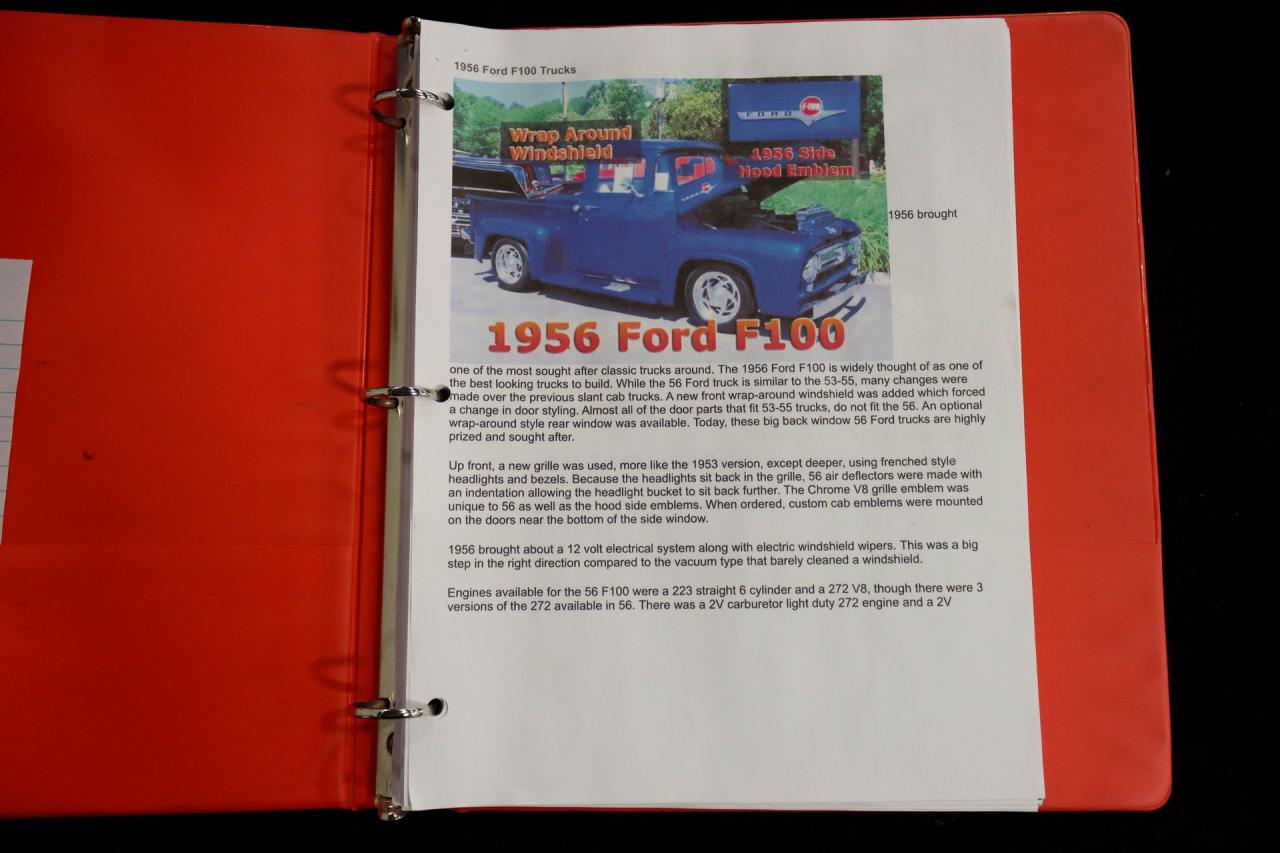 1956 Ford F100 Trucks
Wrap Around
Windshield
FORD F-100
1956 Side
Hood Emblem
1956 Ford F100
1956 brought
one of the most sought after classic trucks around. The 1956 Ford F100 is widely thought of as one of
the best looking trucks to build. While the 56 Ford truck is similar to the 53-55, many changes were
made over the previous slant cab trucks. A new front wrap-around windshield was added which forced
a change in door styling. Almost all of the door parts that fit 53-55 trucks, do not fit the 56. An optional
wrap-around style rear window was available. Today, these big back window 56 Ford trucks are highly
prized and sought after.
Up front, a new grille was used, more like the 1953 version, except deeper, using frenched style
headlights and bezels. Because the headlights sit back in the grille, 56 air deflectors were made with
an indentation allowing the headlight bucket to sit back further. The Chrome V8 grille emblem was
unique to 56 as well as the hood side emblems. When ordered, custom cab emblems were mounted
on the doors near the bottom of the side window.
1956 brought about a 12 volt electrical system along with electric windshield wipers. This was a big
step in the right direction compared to the vacuum type that barely cleaned a windshield.
Engines available for the 56 F100 were a 223 straight 6 cylinder and a 272 V8, though there were 3
versions of the 272 available in 56. There was a 2V carburetor light duty 272 engine and a 2V